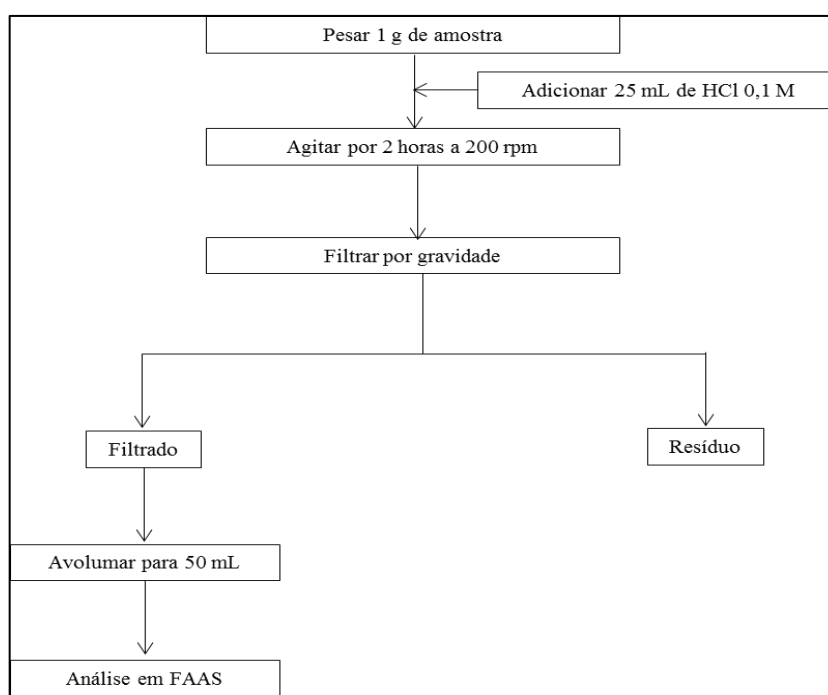 Pesar 1 g de amostra
Adicionar 25 mL de HCl 0,1 M
Agitar por 2 horas a 200 rpm
Filtrar por gravidade
Filtrado
Resíduo
Avolumar para 50 mL
Análise em FAAS